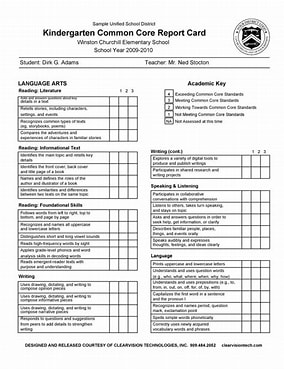 Sample Unified School District
Kindergarten Common Core Report Card
Winston Churchill Elementary School
School Year 2009-2010
Student: Dirk G. Adams
Teacher: Mr. Ned Stocton
LANGUAGE ARTS
Reading: Literature 1 2 3
Asks and answers questions about key
details in a text
Retells stories, including characters,
settings, and events
Recognizes common types of texts
(eg. storybooks, poems)
Compares the adventures and
experiences of characters in familiar stories
Reading: Informational Text
Identifies the main topic and retells key
details
Identifies the front cover, back cover
and title page of a book
Names and defines the roles of the
author and illustrator of a book
Identifies similarities and differences
between two texts on the same topic
Reading: Foundational Skills
Follows words from left to right, top to
bottom, and page by page
Recognizes and names all uppercase
and lowercase letters
Distinguishes short and long vowel sounds
Reads high-frequency words by sight
Applies grade-level phonics and word
analysis skills in decoding words
Reads emergent-reader texts with
purpose and understanding
Writing
Uses drawing, dictating, and writing to
compose opinion pieces
Uses drawing, dictating, and writing to
compose informative pieces
Uses drawing, dictating, and writing to
compose narrative pieces
Responds to questions and suggestions
from peers to add details to strengthen
writing
Academic Key
4 Exceeding Common Core Standards
3 Meeting Common Core Standards
2 Working Towards Common Core Standards
1 Not Meeting Common Core Standards
N/A Not Assessed at this time
Writing (cont.) 1 2 3
Explores a variety of digital tools to
produce and publish writings
Participates in shared research and
writing projects
Speaking & Listening
Participates in collaborative
conversations with comprehension
Listens to others, takes turn speaking,
and stays on topic
Asks and answers questions in order to
seek help, get information, or clarify
Describes familiar people, places,
things, and events orally
Speaks audibly and expresses
thoughts, feelings, and ideas clearly
Language
Prints uppercase and lowercase letters
Understands and uses question words
(e.g., who, what, where, when, why, how)
Understands and uses prepositions (e.g., to,
from, in, out, on, off, for, of, by, with)
Capitalizes the first word in a sentence
and the pronoun I
Recognizes and names period, question
mark, exclamation point
Spells simple words phonetically
Correctly uses newly acquired
vocabulary words and phrases
DESIGNED AND RELEASED COURTESY OF CLEARVISION TECHNOLOGIES, INC. 909.484.2052 clearvisiontech.com